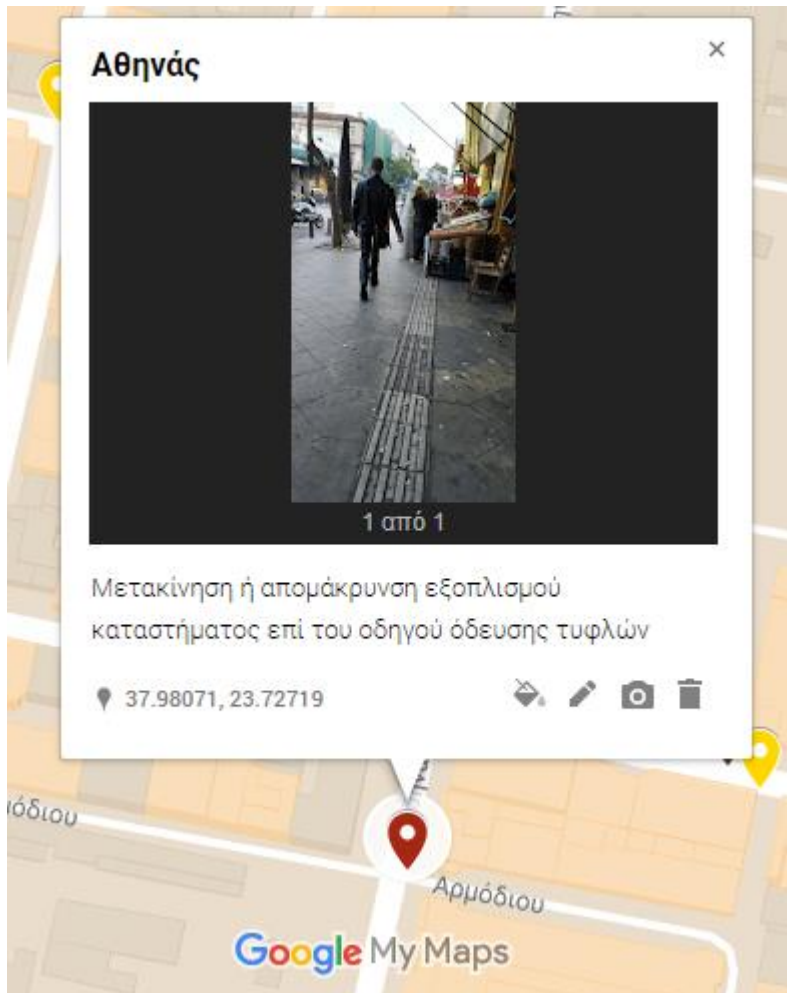 Αθηνάς
1 από 1
Μετακίνηση ή απομάκρυνση εξοπλισμού
καταστήματος επί του οδηγού όδευσης τυφλών
37.98071, 23.72719
όδιου
Αρμόδιου
Google My Maps